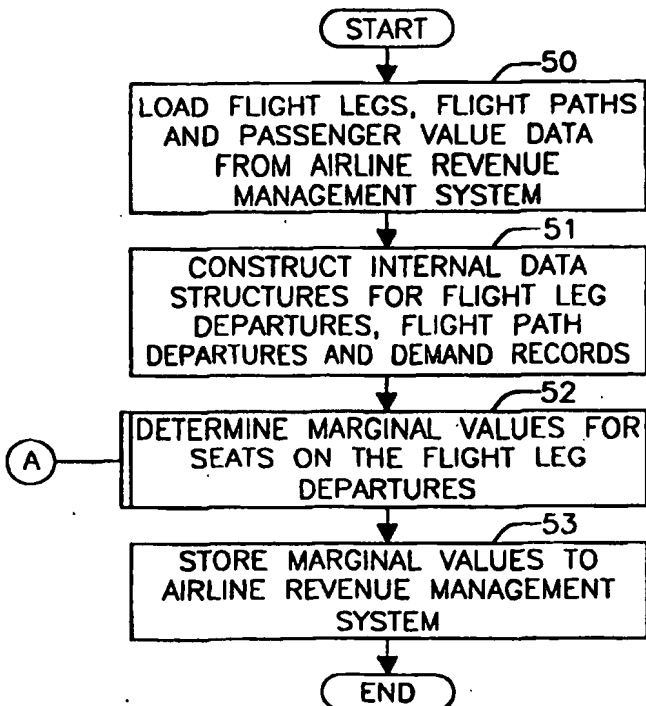 START
50
LOAD FLIGHT LEGS, FLIGHT PATHS
AND PASSENGER VALUE DATA
FROM AIRLINE REVENUE
MANAGEMENT SYSTEM
51
CONSTRUCT INTERNAL DATA
STRUCTURES FOR FLIGHT LEG
DEPARTURES, FLIGHT PATH
DEPARTURES AND DEMAND RECORDS
52
A
DETERMINE MARGINAL VALUES FOR
SEATS ON THE FLIGHT LEG
DEPARTURES
53
STORE MARGINAL VALUES TO
AIRLINE REVENUE MANAGEMENT
SYSTEM
END